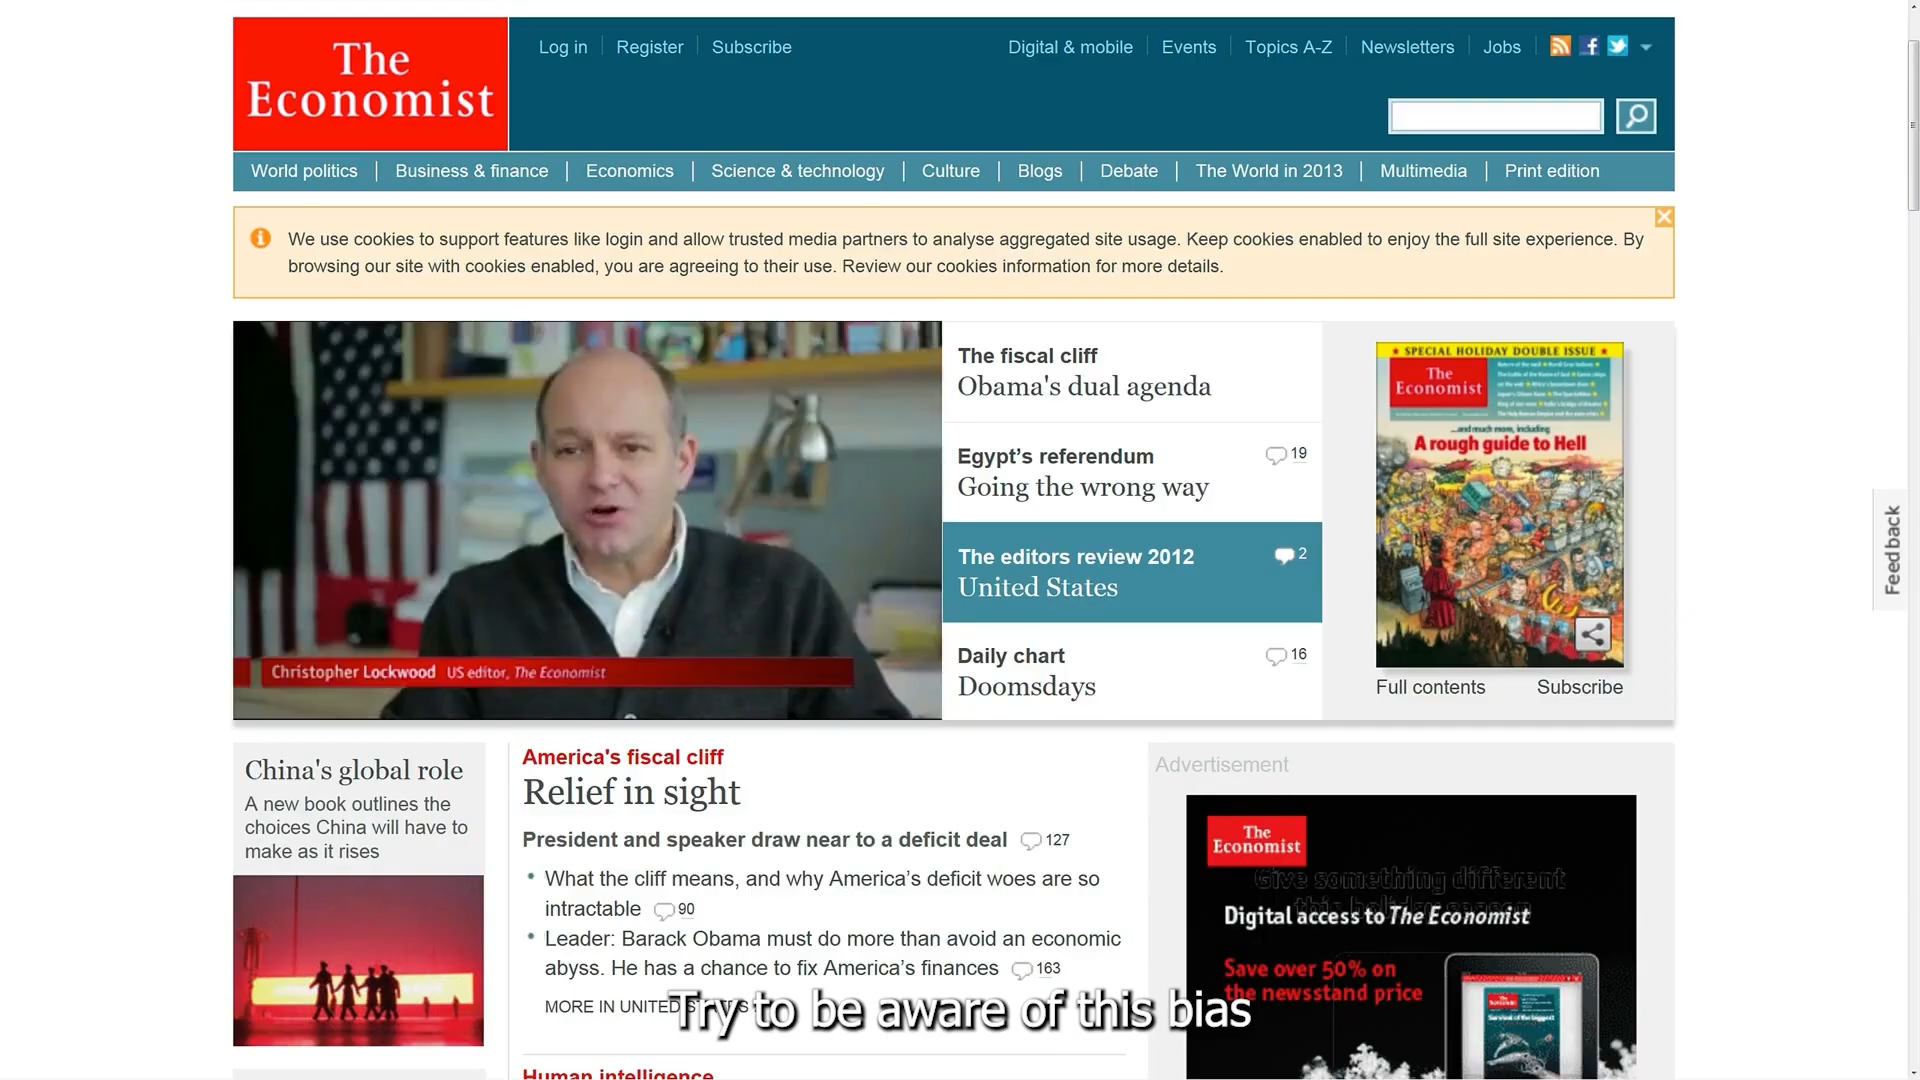 The
Economist
Log in
Register
Subscribe
Digital & mobile
Events
Topics A-Z
Newsletters
Jobs
World politics
Business & finance
Economics
Science & technology
Culture
Blogs
Debate
The World in 2013
Multimedia
Print edition
We use cookies to support features like login and allow trusted media partners to analyse aggregated site usage. Keep cookies enabled to enjoy the full site experience. By
browsing our site with cookies enabled, you are agreeing to their use. Review our cookies information for more details.
Christopher Lockwood US editor, The Economist
The fiscal cliff
Obama's dual agenda
Egypt’s referendum 19
Going the wrong way
The editors review 2012 2
United States
Daily chart 16
Doomsdays
SPECIAL HOLIDAY DOUBLE ISSUE
The
Economist
...and much more, including
A rough guide to Hell
Full contents
Subscribe
Feedback
China's global role
A new book outlines the
choices China will have to
make as it rises
America's fiscal cliff
Relief in sight
President and speaker draw near to a deficit deal 127
What the cliff means, and why America’s deficit woes are so
intractable 90
Leader: Barack Obama must do more than avoid an economic
abyss. He has a chance to fix America’s finances 163
MORE IN UNITED STATES
Human intelligence
Advertisement
The
Economist
Give something different
this holiday season
Digital access to The Economist
Save over 50% on
the newsstand price
Try to be aware of this bias